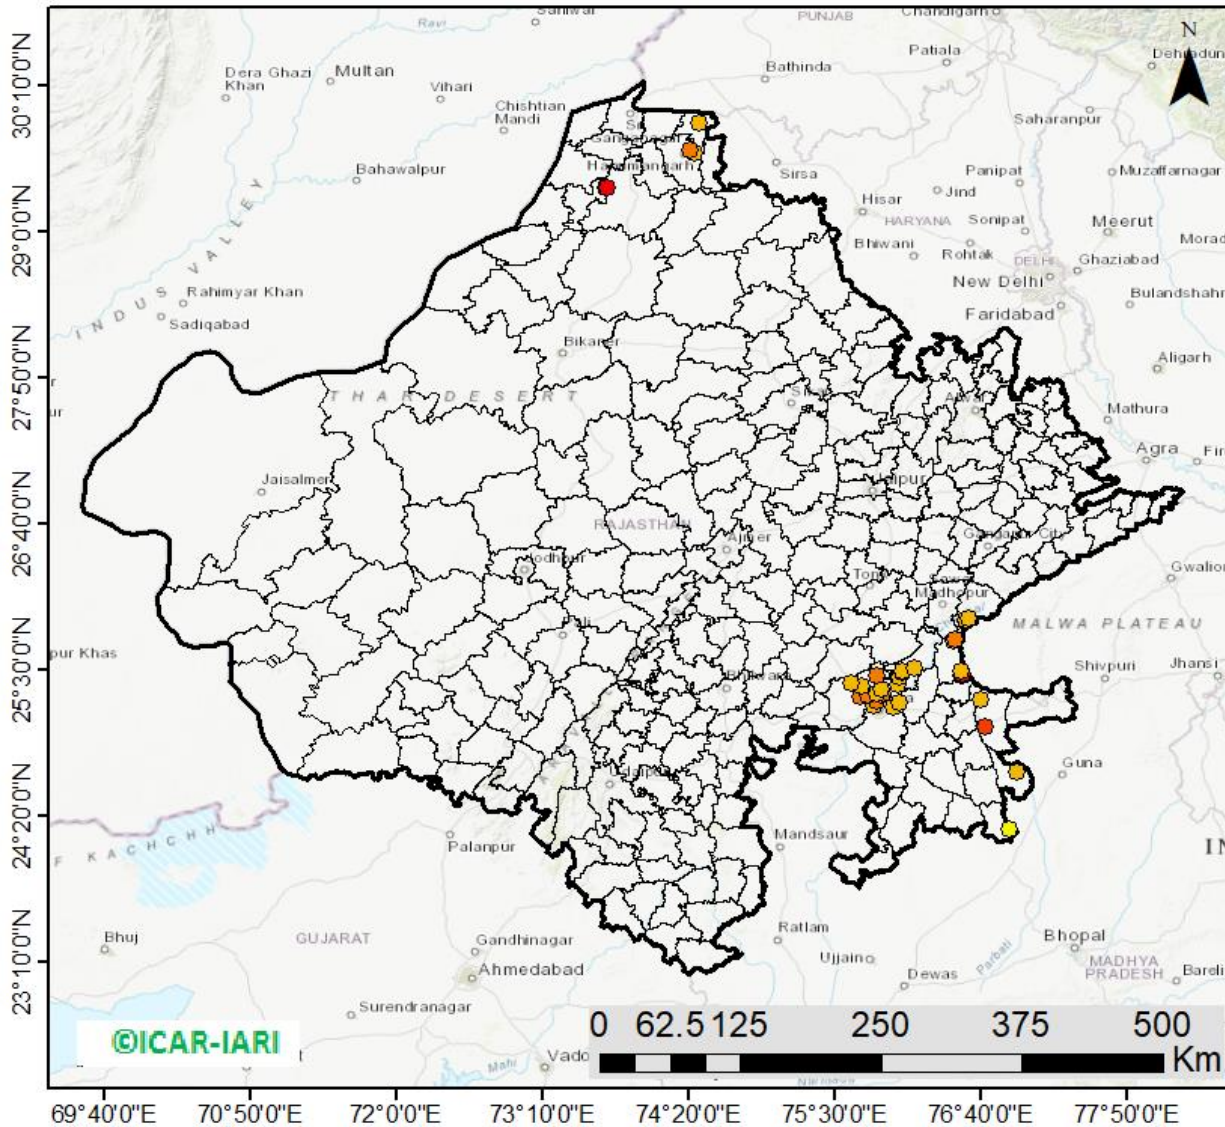 Sahiwal
Ravi
PUNJAB
Chandigarh
N
Patiala
Dehradun
Dera Ghazi
Khan
Multan
Vihari
Bathinda
30°10'0"N
Chishtian
Mandi
Saharanpur
Ganganagar
Hanumangarh
Bahawalpur
Sirsa
Panipat
Muzaffarnagar
Hisar
Jind
29°0'0"N
HARYANA
Sonipat
Meerut
Bhiwani
Rohtak
DELHI
Ghaziabad
INDUS VALLEY
Rahimyar Khan
New Delhi
Bulandshahr
Sadiqabad
Faridabad
Bikaner
27°50'0"N
Aligarh
THAR DESERT
Alwar
Mathura
Agra
Jaisalmer
Jaipur
26°40'0"N
RAJASTHAN
Ajmer
Gangapur City
Jodhpur
Tonk
Sawai
Madhopur
Gwalior
Pali
MALWA PLATEAU
pur Khas
25°30'0"N
Shivpuri
Jhansi
Bhilwara
Guna
Udaipur
24°20'0"N
F KACHCHH
Palanpur
Mandsaur
IN
Bhuj
GUJARAT
Gandhinagar
Ratlam
Bhopal
Ujjain
Parbati
23°10'0"N
Ahmedabad
Dewas
MADHYA
PRADESH
Bareli
Surendranagar
©ICAR-IARI
0 62.5 125 250 375 500
Km
Mahi
Vado
69°40'0"E 70°50'0"E 72°0'0"E 73°10'0"E 74°20'0"E 75°30'0"E 76°40'0"E 77°50'0"E